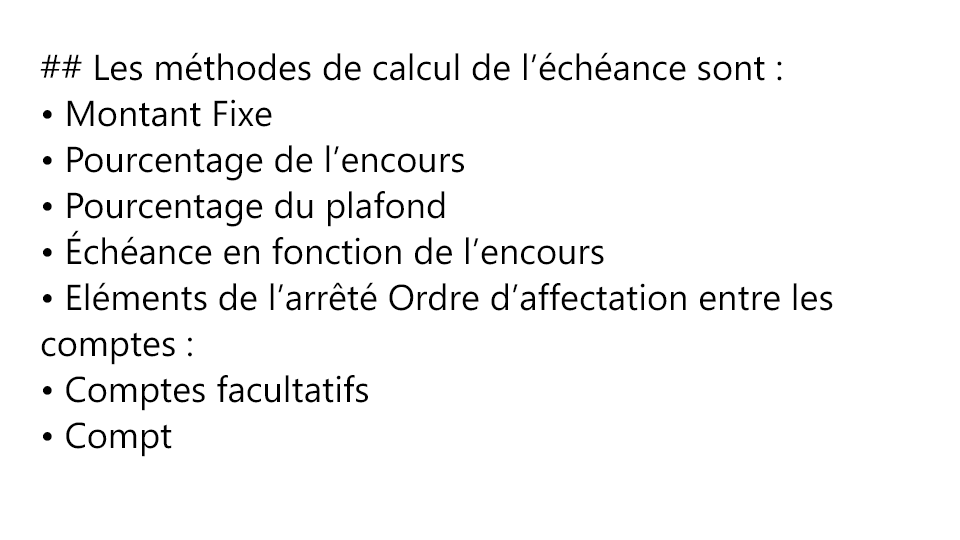 ## Les méthodes de calcul de l’échéance sont :
• Montant Fixe
• Pourcentage de l’encours
• Pourcentage du plafond
• Échéance en fonction de l’encours
• Eléments de l’arrêté Ordre d’affectation entre les
comptes :
• Comptes facultatifs
• Compt